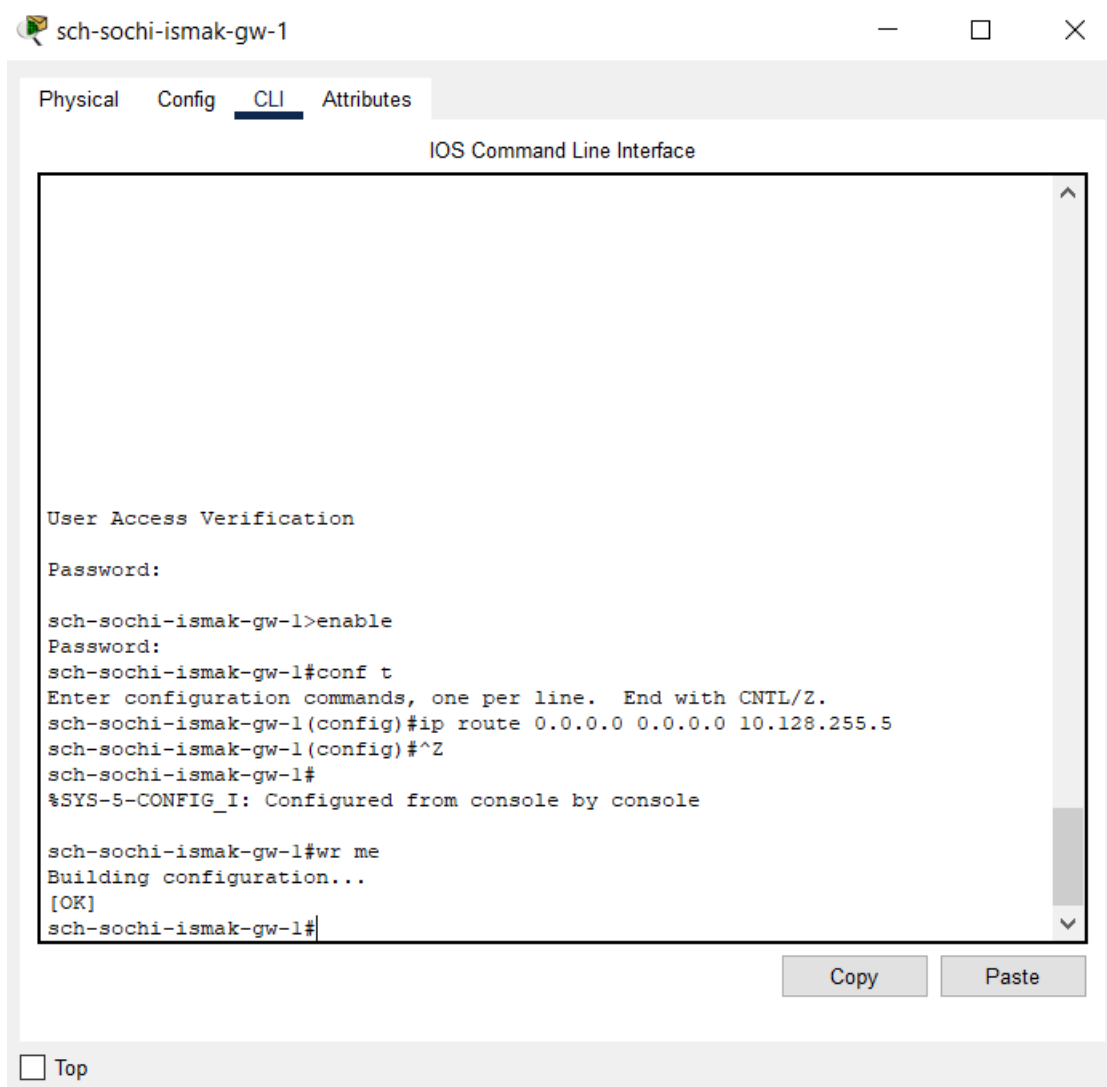 sch-sochi-ismak-gw-1
Physical Config CLI Attributes
IOS Command Line Interface
User Access Verification
Password:
sch-sochi-ismak-gw-1>enable
Password:
sch-sochi-ismak-gw-1#conf t
Enter configuration commands, one per line.  End with CNTL/Z.
sch-sochi-ismak-gw-1(config)#ip route 0.0.0.0 0.0.0.0 10.128.255.5
sch-sochi-ismak-gw-1(config)#^Z
sch-sochi-ismak-gw-1#
%SYS-5-CONFIG_I: Configured from console by console
sch-sochi-ismak-gw-1#wr me
Building configuration...
[OK]
sch-sochi-ismak-gw-1#
Copy Paste
Top